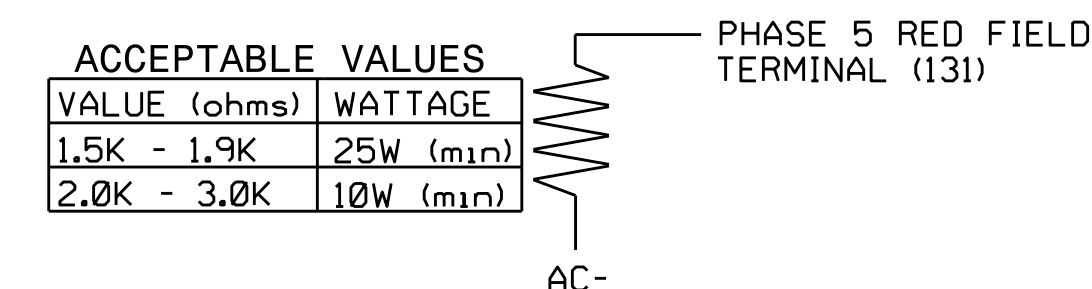 ACCEPTABLE VALUES
VALUE (ohms) WATTAGE
1.5K - 1.9K 25W (min)
2.0K - 3.0K 10W (min)
PHASE 5 RED FIELD
TERMINAL (131)
AC-